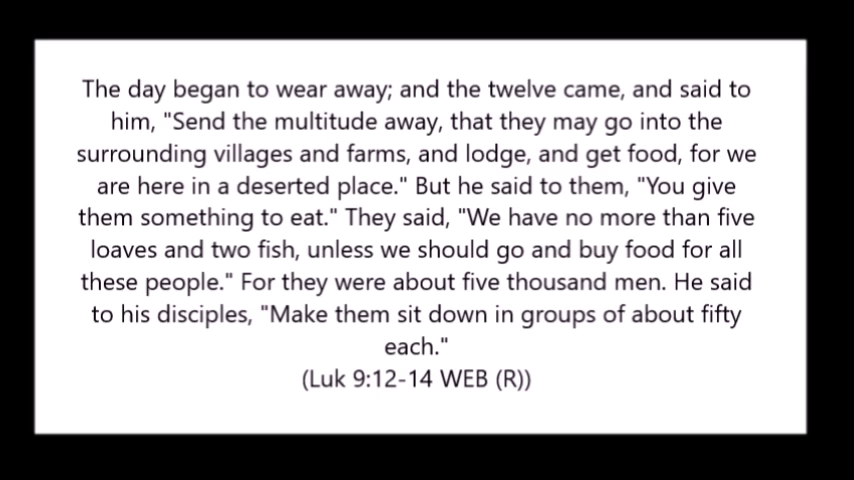 The day began to wear away; and the twelve came, and said to
him, "Send the multitude away, that they may go into the
surrounding villages and farms, and lodge, and get food, for we
are here in a deserted place." But he said to them, "You give
them something to eat." They said, "We have no more than five
loaves and two fish, unless we should go and buy food for all
these people." For they were about five thousand men. He said
to his disciples, "Make them sit down in groups of about fifty
each."
(Luk 9:12-14 WEB (R))